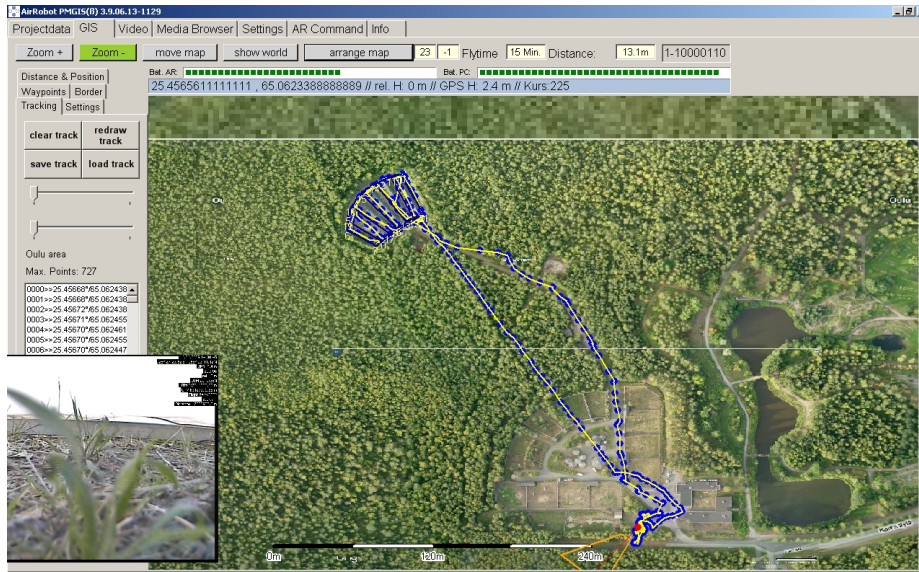 AirRobot PMGIS(ß) 3.9.06.13-1129
Projectdata GIS Video Media Browser Settings AR Command Info
Zoom + Zoom - move map show world arrange map 23 -1 Flytime 15 Min. Distance: 13.1m 1-10000110
Bat. AR: Bat. PC:
25.4565611111111 , 65.0623388888889 // rel. H: 0 m // GPS H: 2.4 m // Kurs:225
Distance & Position
Waypoints Border
Tracking Settings
clear track redraw track
save track load track
Oulu area
Max. Points: 727
0000>>25.45668°/65.062438
0001>>25.45668°/65.062438
0002>>25.45672°/65.062438
0003>>25.45671°/65.062455
0004>>25.45670°/65.062461
0005>>25.45670°/65.062455
0006>>25.45670°/65.062447
Oulu
0m 120m 240m